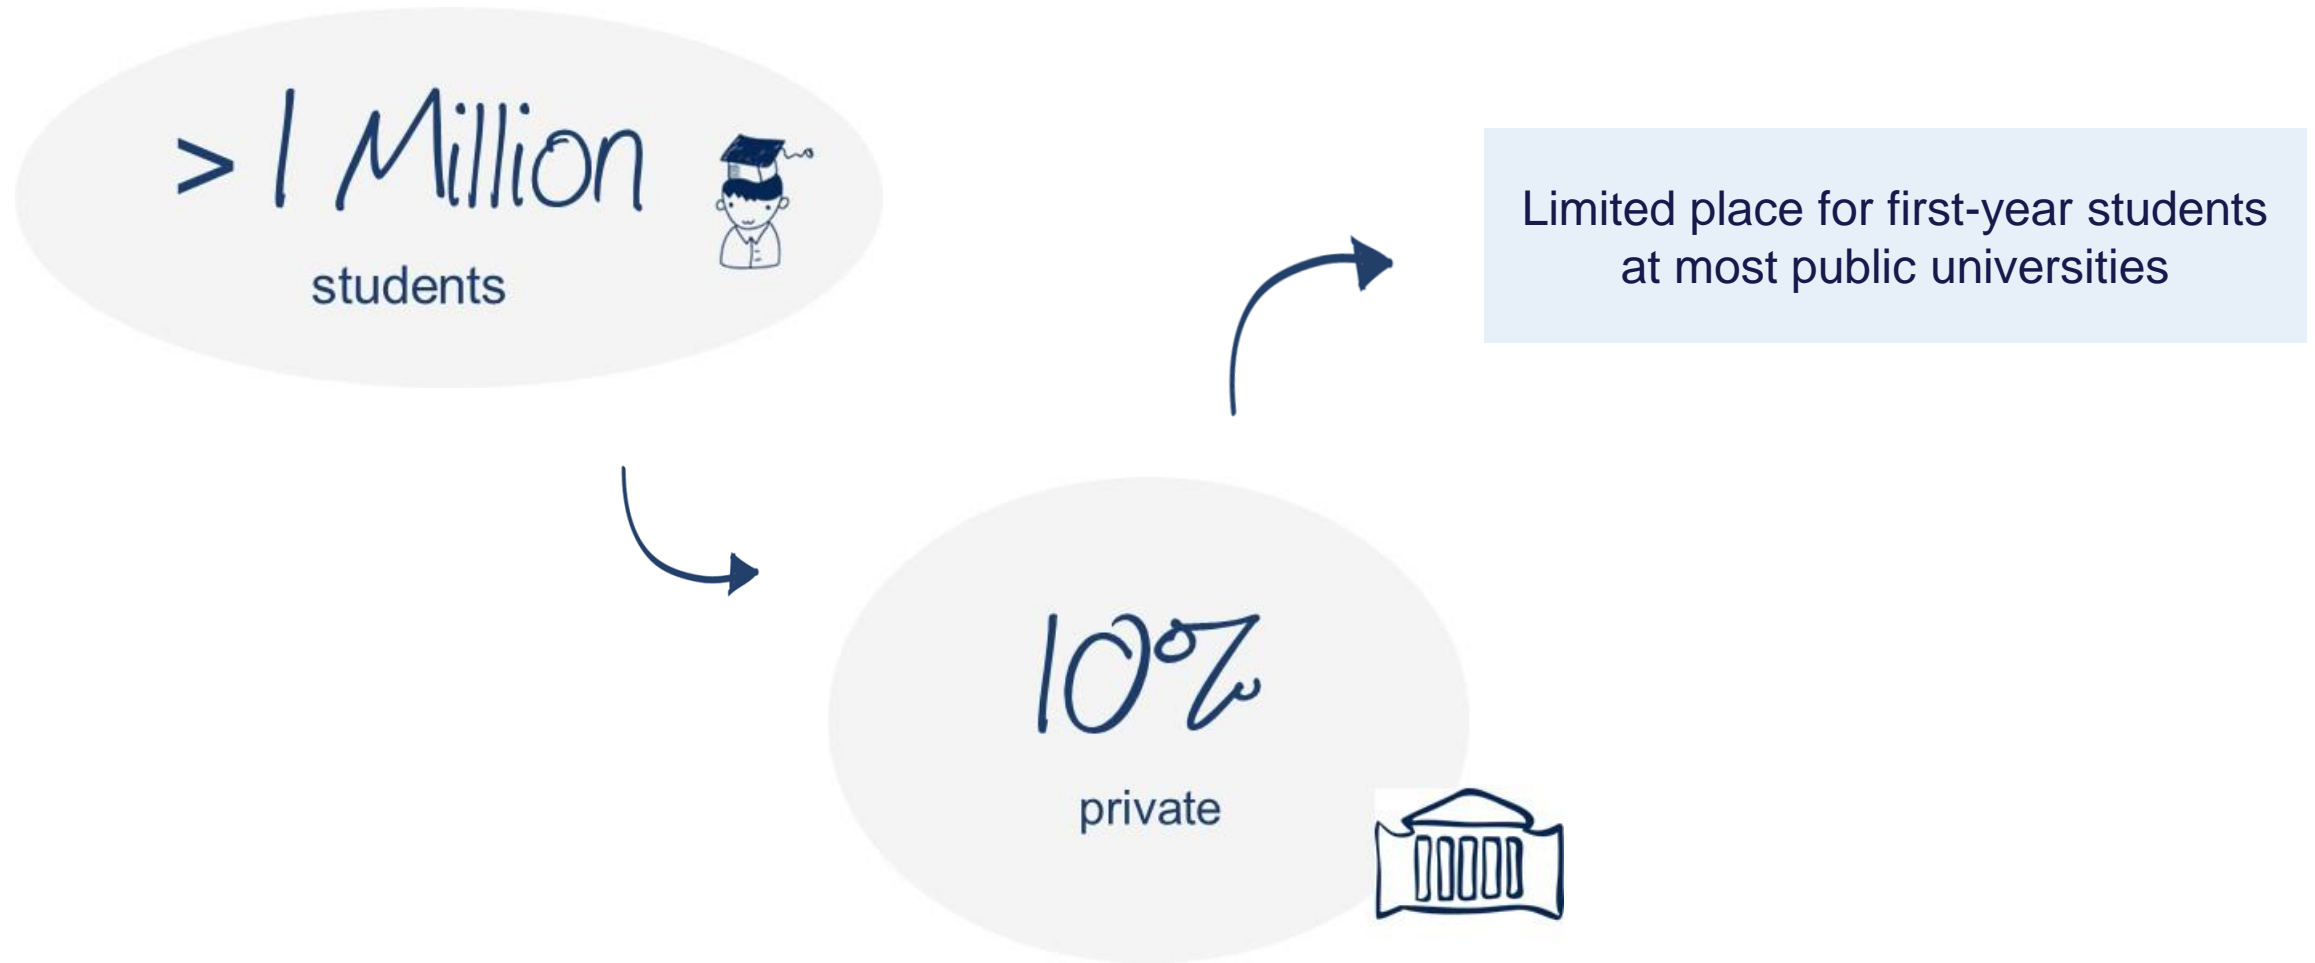 > 1 Million
students
10%
private
Limited place for first-year students
at most public universities